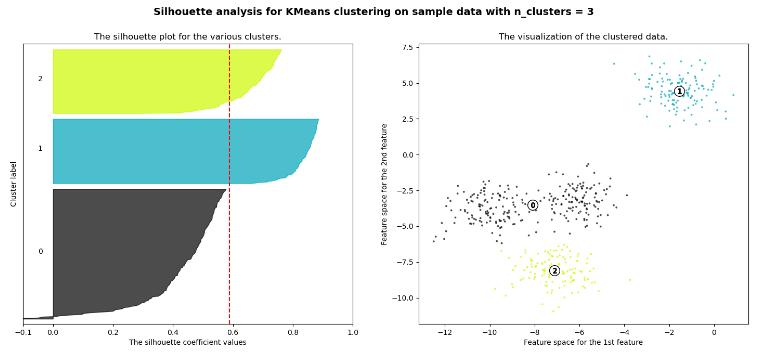 Silhouette analysis for KMeans clustering on sample data with n_clusters = 3
The silhouette plot for the various clusters.
2
1
0
Cluster label
−0.1 0.0 0.2 0.4 0.6 0.8 1.0
The silhouette coefficient values
The visualization of the clustered data.
7.5
5.0
2.5
0.0
−2.5
−5.0
−7.5
−10.0
Feature space for the 2nd feature
1
0
2
−12 −10 −8 −6 −4 −2 0
Feature space for the 1st feature